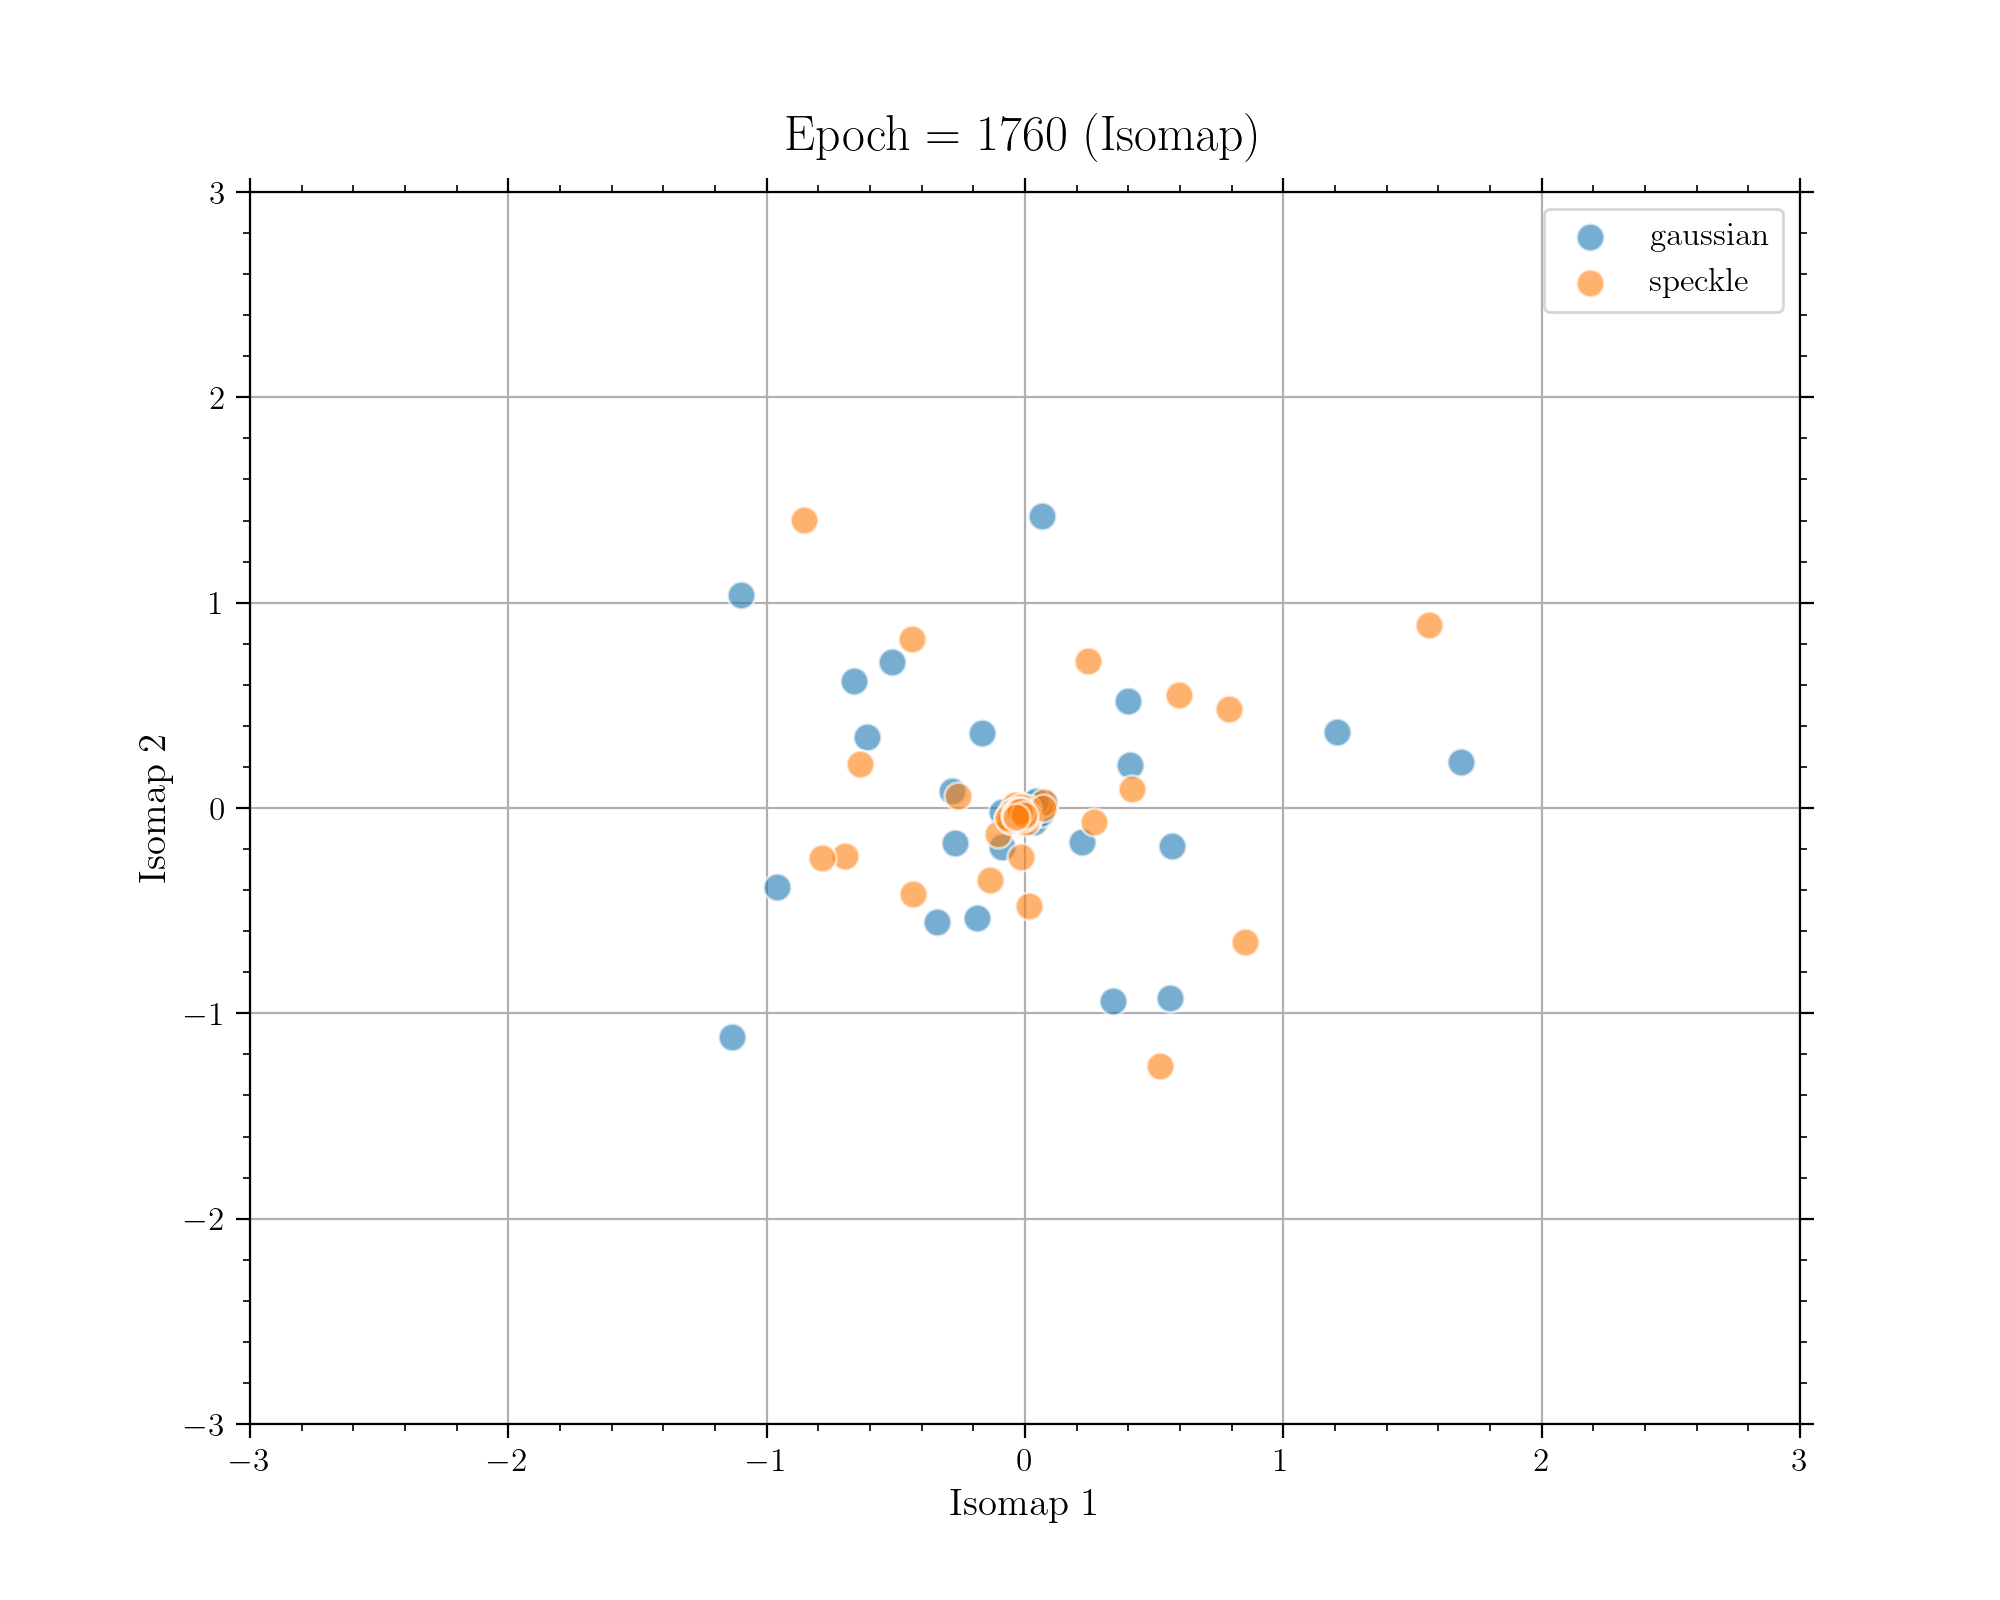 Epoch = 1760 (Isomap)
gaussian
speckle
3
2
1
0
−1
−2
−3
Isomap 2
−3
−2
−1
0
1
2
3
Isomap 1